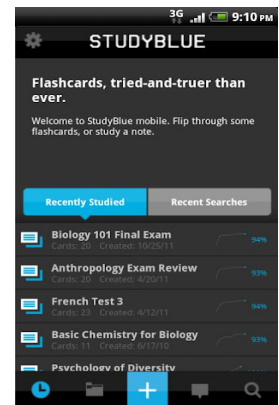 3G 9:10 PM
STUDYBLUE
Flashcards, tried-and-truer than
ever.
Welcome to StudyBlue mobile. Flip through some
flashcards, or study a note.
Recently Studied Recent Searches
Biology 101 Final Exam
Cards: 20 Created: 10/25/11 94%
Anthropology Exam Review
Cards: 20 Created: 4/20/11 93%
French Test 3
Cards: 23 Created: 4/12/11 94%
Basic Chemistry for Biology
Cards: 11 Created: 6/17/10 93%
Psychology of Diversity